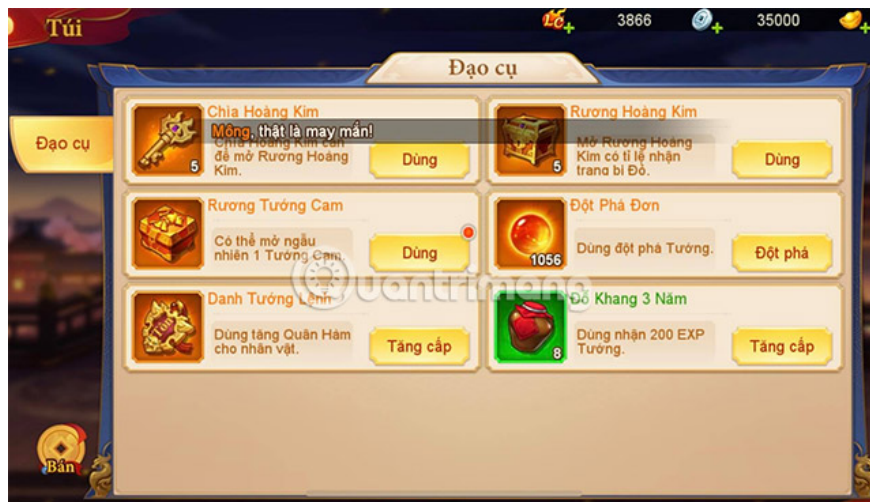 Túi
LC
3866
35000
Đạo cụ
Đạo cụ
Chìa Hoàng Kim
Mông, thật là may mắn!
Chìa Hoàng Kim cần
để mở Rương Hoàng
Kim.
5
Dùng
Rương Hoàng Kim
Mở Rương Hoàng
Kim có tỉ lệ nhận
trang bị Đỏ.
5
Dùng
Rương Tướng Cam
Có thể mở ngẫu
nhiên 1 Tướng Cam.
Dùng
Đột Phá Đơn
1056
Dùng đột phá Tướng.
Đột phá
Quantrimang
Danh Tướng Lệnh
Túi
Dùng tăng Quân Hàm
cho nhân vật.
Tăng cấp
Đỗ Khang 3 Năm
8
Dùng nhận 200 EXP
Tướng.
Tăng cấp
Bán